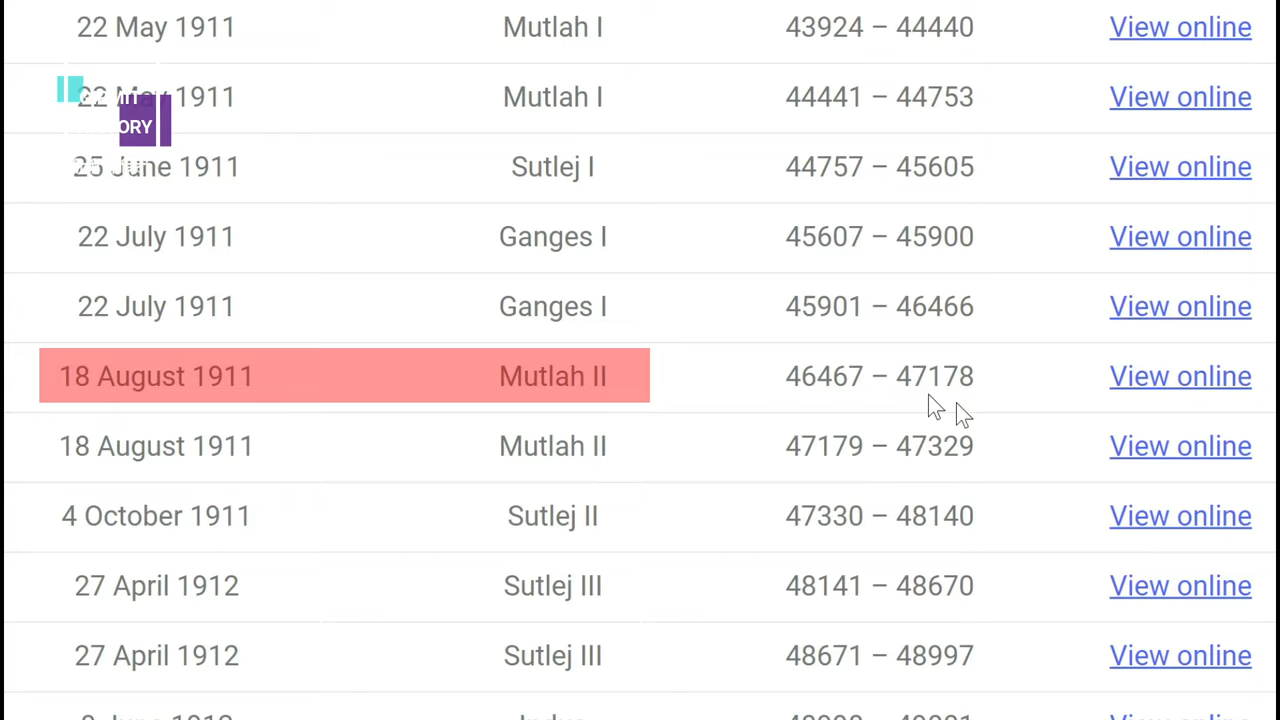 22 May 1911 Mutlah I 43924 – 44440 View online
22 May 1911 Mutlah I 44441 – 44753 View online
25 June 1911 Sutlej I 44757 – 45605 View online
22 July 1911 Ganges I 45607 – 45900 View online
22 July 1911 Ganges I 45901 – 46466 View online
18 August 1911 Mutlah II 46467 – 47178 View online
18 August 1911 Mutlah II 47179 – 47329 View online
4 October 1911 Sutlej II 47330 – 48140 View online
27 April 1912 Sutlej III 48141 – 48670 View online
27 April 1912 Sutlej III 48671 – 48997 View online